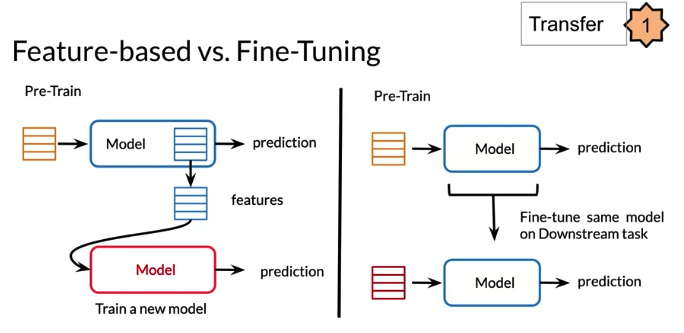 Transfer 1
Feature-based vs. Fine-Tuning
Pre-Train
Model
prediction
features
Model
prediction
Train a new model
Pre-Train
Model
prediction
Fine-tune same model
on Downstream task
Model
prediction